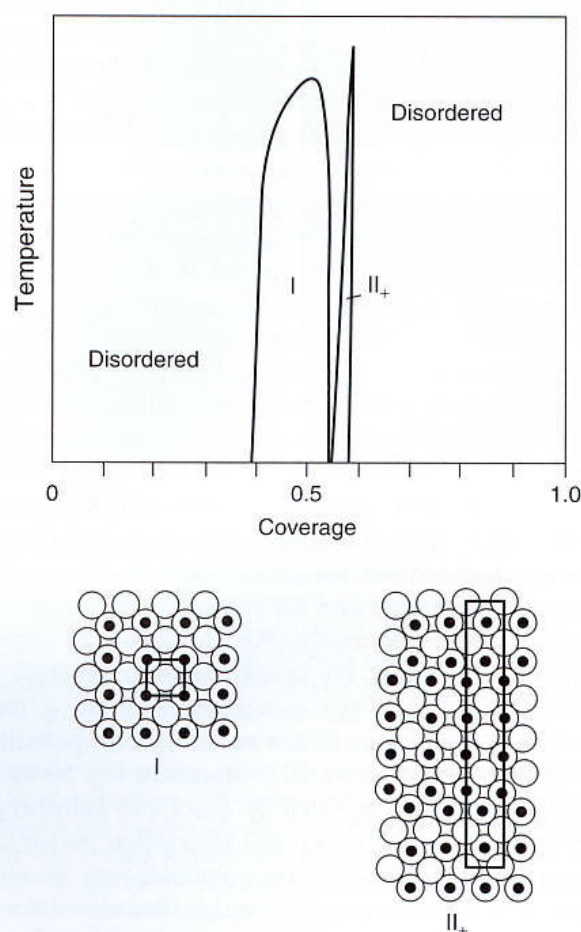 Disordered
Temperature
I
II₊
Disordered
0
0.5
1.0
Coverage
I
II₊